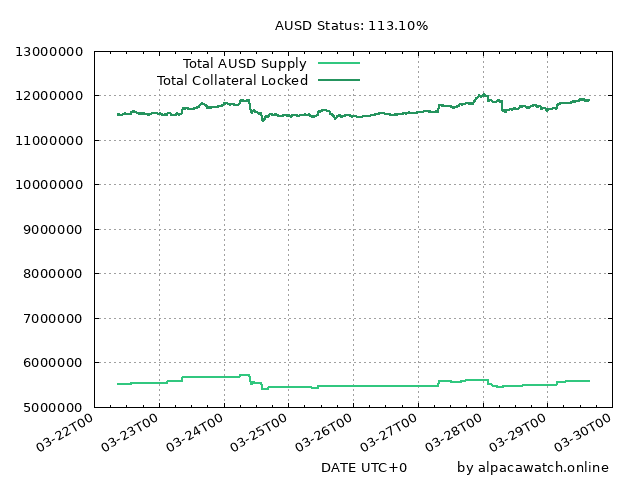 AUSD Status: 113.10%
13000000
12000000
11000000
10000000
9000000
8000000
7000000
6000000
5000000
Total AUSD Supply
Total Collateral Locked
03-22T00
03-23T00
03-24T00
03-25T00
03-26T00
03-27T00
03-28T00
03-29T00
03-30T00
DATE UTC+0
by alpacawatch.online